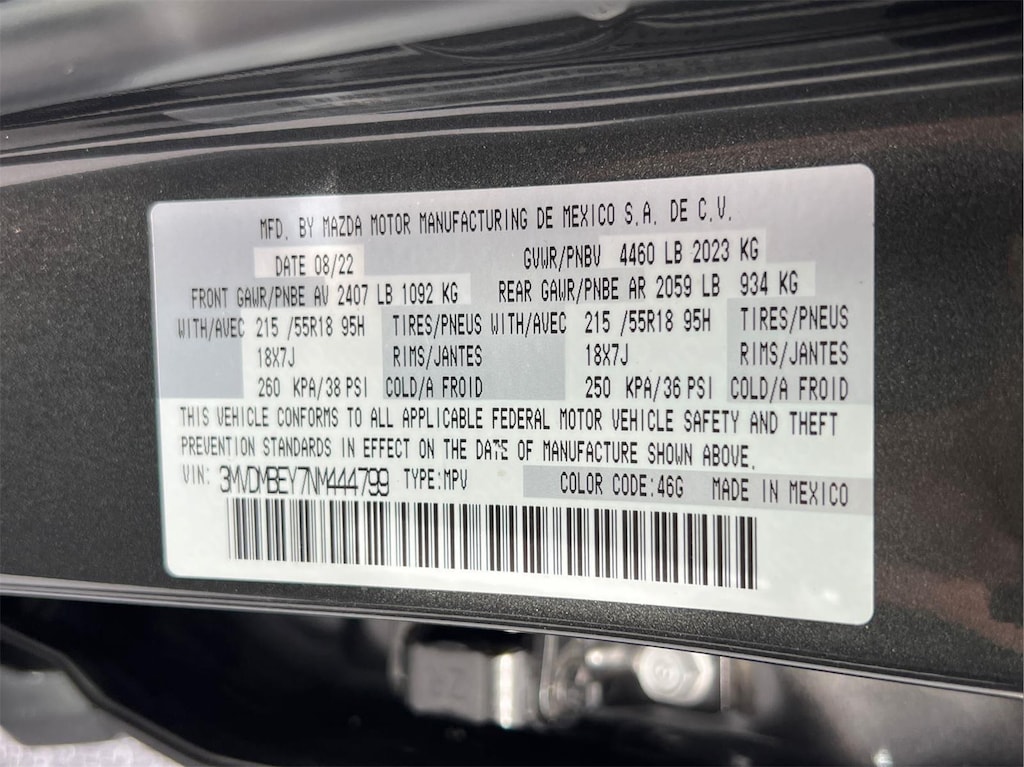 MFD. BY MAZDA MOTOR MANUFACTURING DE MEXICO S.A. DE C.V.
DATE 08/22 GVWR/PNBV 4460 LB 2023 KG
FRONT GAWR/PNBE AV 2407 LB 1092 KG REAR GAWR/PNBE AR 2059 LB 934 KG
WITH/AVEC 215 /55R18 95H TIRES/PNEUS WITH/AVEC 215 /55R18 95H TIRES/PNEUS
18X7J RIMS/JANTES 18X7J RIMS/JANTES
260 KPA/38 PSI COLD/A FROID 250 KPA/36 PSI COLD/A FROID
THIS VEHICLE CONFORMS TO ALL APPLICABLE FEDERAL MOTOR VEHICLE SAFETY AND THEFT
PREVENTION STANDARDS IN EFFECT ON THE DATE OF MANUFACTURE SHOWN ABOVE.
VIN: 3MVDMBEY7NM444799 TYPE:MPV COLOR CODE:46G MADE IN MEXICO